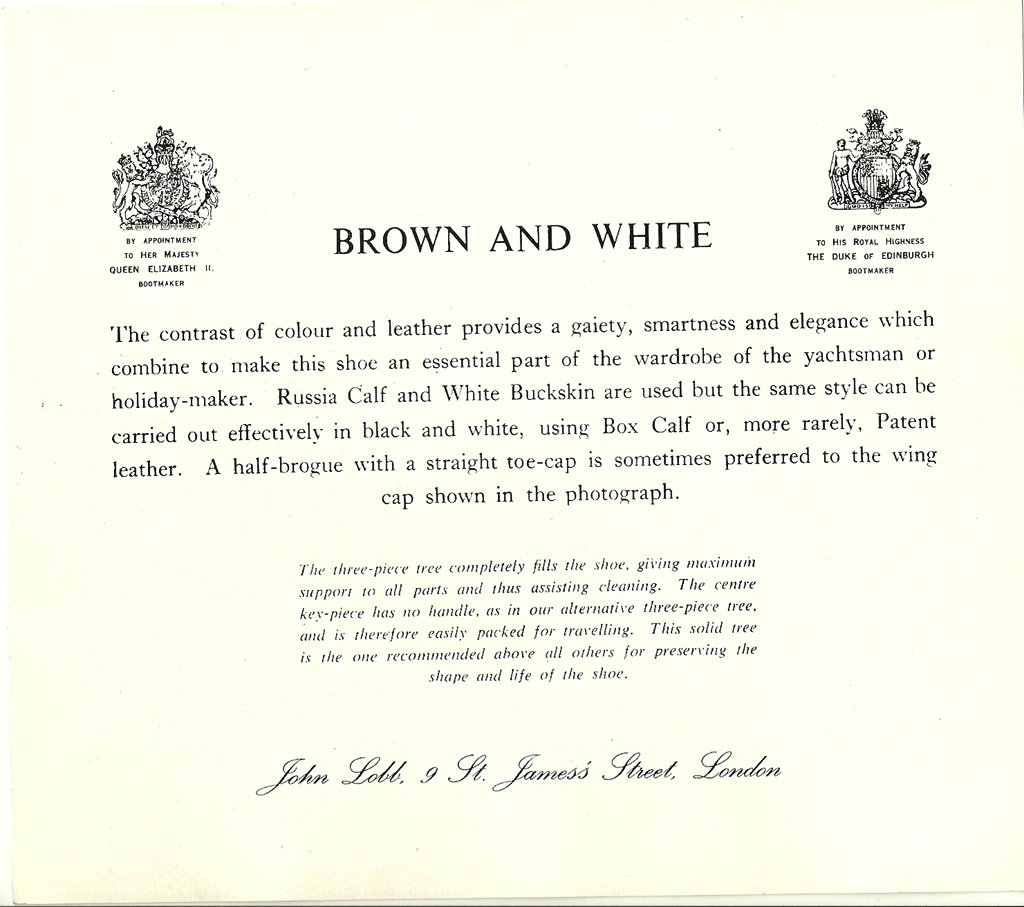 BY APPOINTMENT
TO HER MAJESTY
QUEEN ELIZABETH II.
BOOTMAKER
BY APPOINTMENT
TO HIS ROYAL HIGHNESS
THE DUKE OF EDINBURGH
BOOTMAKER
BROWN AND WHITE
The contrast of colour and leather provides a gaiety, smartness and elegance which
combine to make this shoe an essential part of the wardrobe of the yachtsman or
holiday-maker. Russia Calf and White Buckskin are used but the same style can be
carried out effectively in black and white, using Box Calf or, more rarely, Patent
leather. A half-brogue with a straight toe-cap is sometimes preferred to the wing
cap shown in the photograph.
The three-piece tree completely fills the shoe, giving maximum
support to all parts and thus assisting cleaning. The centre
key-piece has no handle, as in our alternative three-piece tree,
and is therefore easily packed for travelling. This solid tree
is the one recommended above all others for preserving the
shape and life of the shoe.
John Lobb, 9 St. James's Street, London